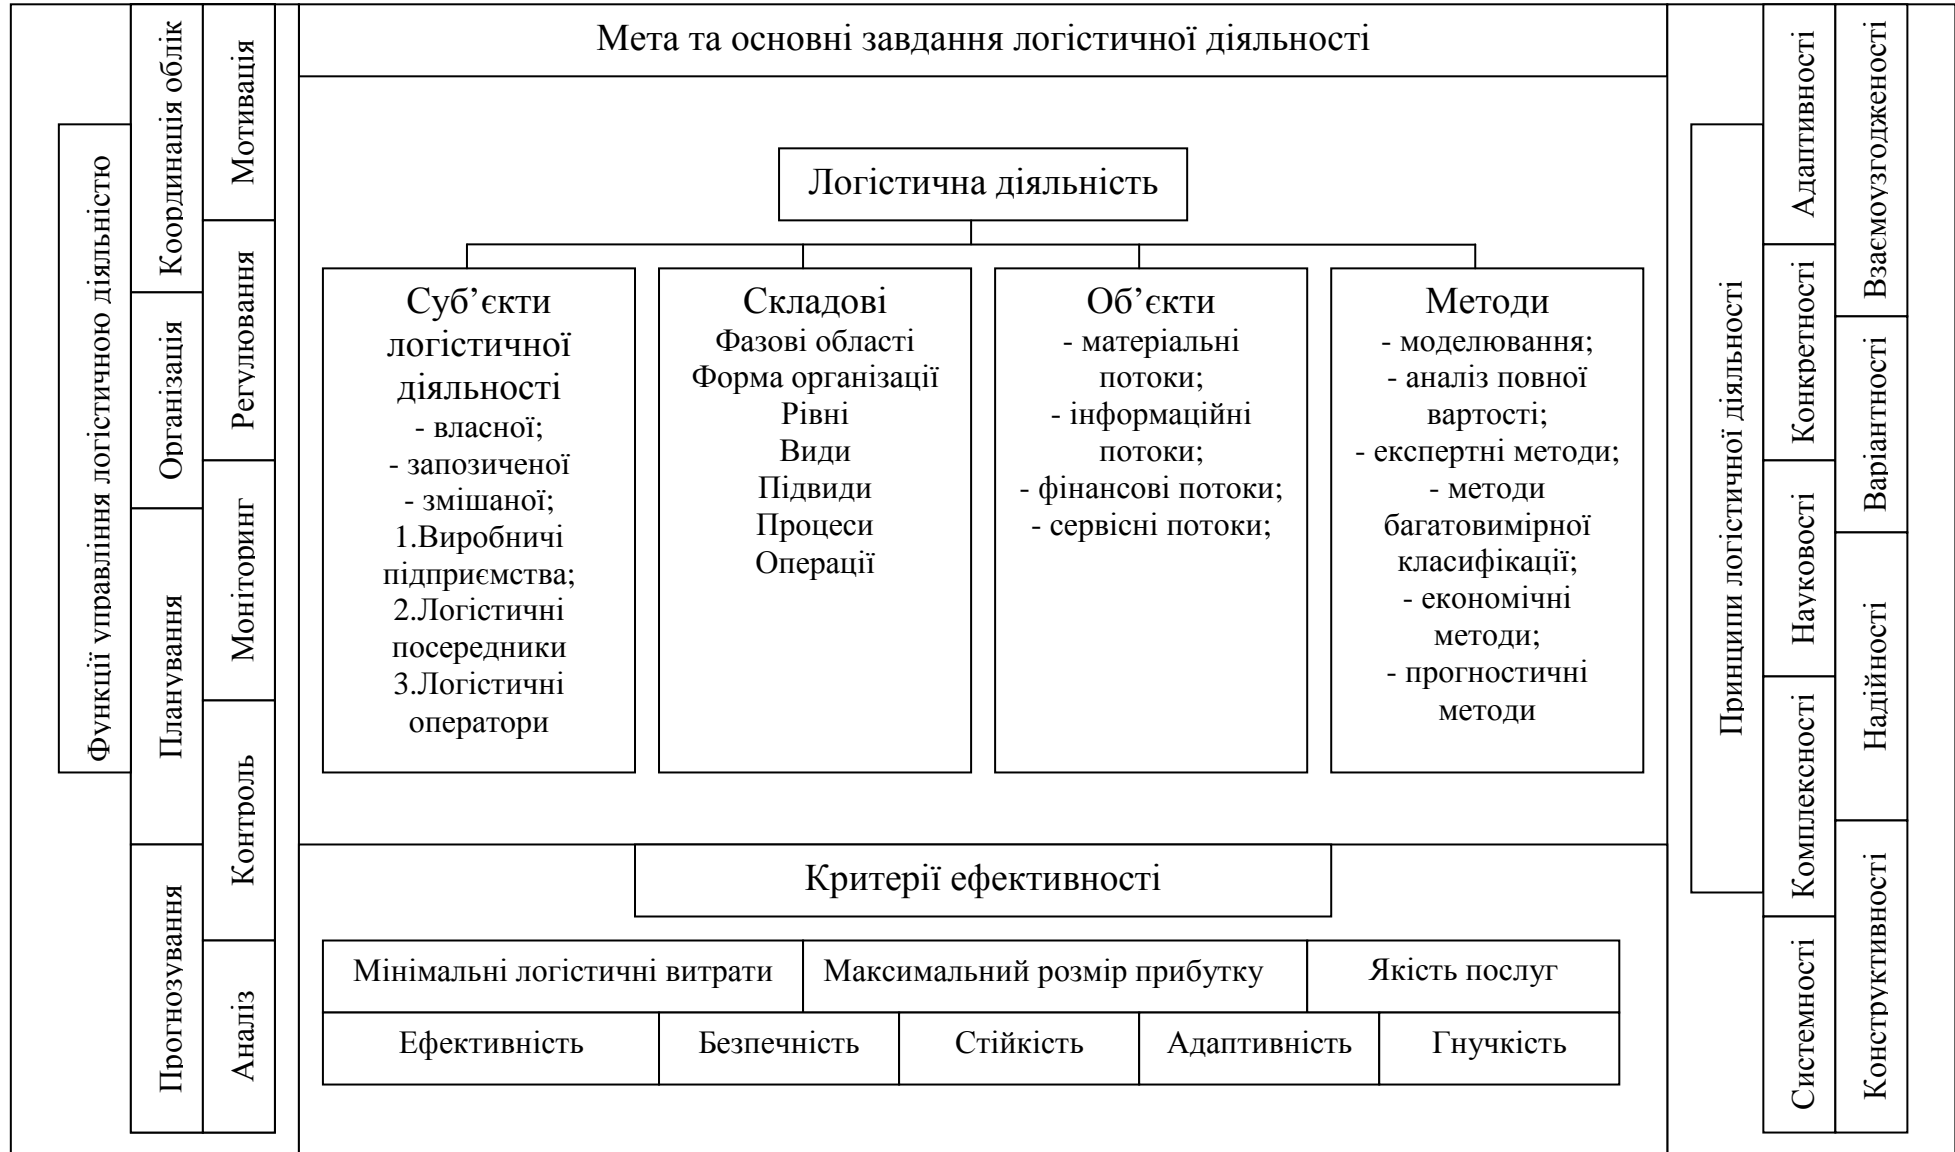 Мета та основні завдання логістичної діяльності
Функції управління логістичною діяльністю
Координація облік
Організація
Планування
Прогнозування
Мотивація
Регулювання
Моніторинг
Контроль
Аналіз
Логістична діяльність
Суб’єкти
логістичної
діяльності
- власної;
- запозиченої
- змішаної;
1.Виробничі
підприємства;
2.Логістичні
посередники
3.Логістичні
оператори
Складові
Фазові області
Форма організації
Рівні
Види
Підвиди
Процеси
Операції
Об’єкти
- матеріальні
потоки;
- інформаційні
потоки;
- фінансові потоки;
- сервісні потоки;
Методи
- моделювання;
- аналіз повної
вартості;
- експертні методи;
- методи
багатовимірної
класифікації;
- економічні
методи;
- прогностичні
методи
Критерії ефективності
Мінімальні логістичні витрати
Максимальний розмір прибутку
Якість послуг
Ефективність
Безпечність
Стійкість
Адаптивність
Гнучкість
Принципи логістичної діяльності
Адаптивності
Конкретності
Науковості
Комплексності
Системності
Взаємоузгодженості
Варіантності
Надійності
Конструктивності